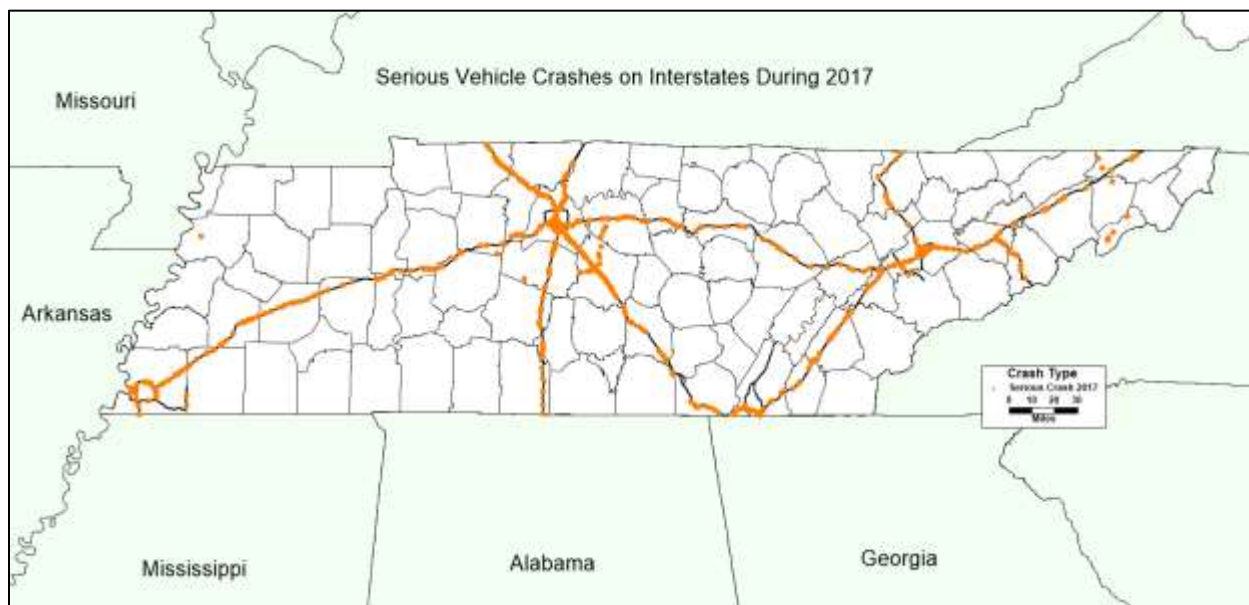 Serious Vehicle Crashes on Interstates During 2017
Missouri
Arkansas
Crash Type
Serious Crash 2017
0 10 20 30
Miles
Mississippi
Alabama
Georgia